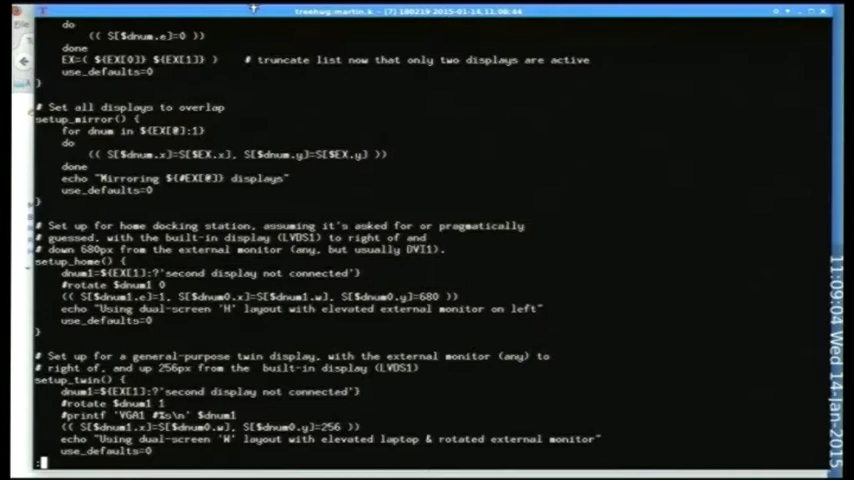 treehug:martin.k - [7] 180219 2015-01-14,11:08:44
do
(( S[$dnum.e]=0 ))
done
EX=( ${EX[0]} ${EX[1]} )   # truncate list now that only two displays are active
use_defaults=0
}
# Set all displays to overlap
setup_mirror() {
for dnum in ${EX[@]:1}
do
(( S[$dnum.x]=S[$EX.x], S[$dnum.y]=S[$EX.y] ))
done
echo "Mirroring ${#EX[@]} displays"
use_defaults=0
}
# Set up for home docking station, assuming it's asked for or pragmatically
# guessed, with the built-in display (LVDS1) to right of and
# down 680px from the external monitor (any, but usually DVI1).
setup_home() {
dnum1=${EX[1]:?'second display not connected'}
#rotate $dnum1 0
(( S[$dnum1.e]=1, S[$dnum0.x]=S[$dnum1.w], S[$dnum0.y]=680 ))
echo "Using dual-screen 'H' layout with elevated external monitor on left"
use_defaults=0
}
# Set up for a general-purpose twin display, with the external monitor (any) to
# right of, and up 256px from the  built-in display (LVDS1)
setup_twin() {
dnum1=${EX[1]:?'second display not connected'}
#rotate $dnum1 1
#printf 'VGA1 #%s\n' $dnum1
(( S[$dnum1.x]=S[$dnum0.w], S[$dnum0.y]=256 ))
echo "Using dual-screen 'W' layout with elevated laptop & rotated external monitor"
use_defaults=0
:
11:09:04 Wed 14-Jan-2015